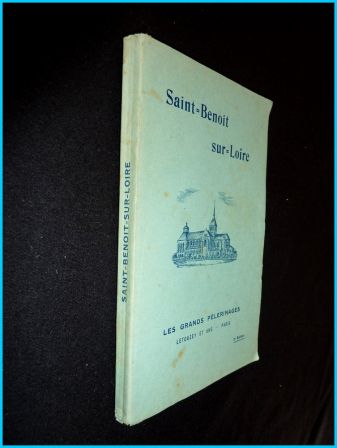 Saint=Benoit
sur=Loire
LES GRANDS PÈLERINAGES
LETOUZEY ET ANÉ - PARIS
SAINT-BENOIT-SUR-LOIRE